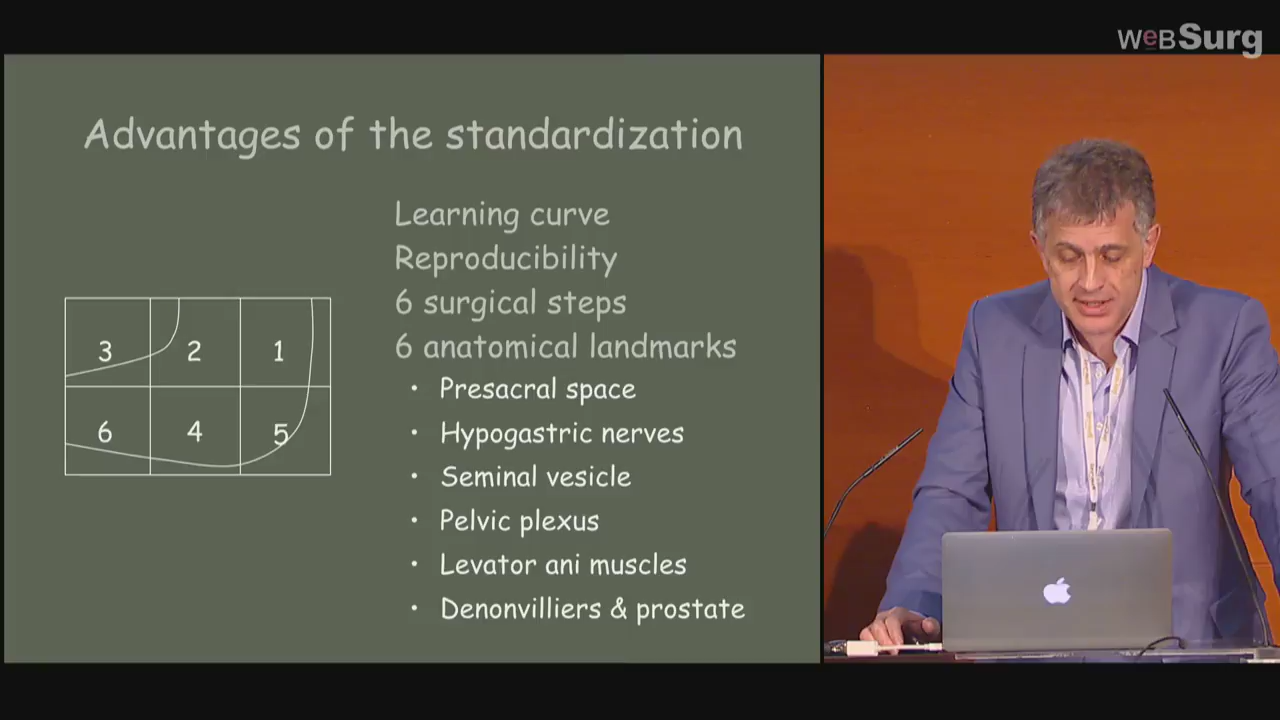 WeBSurg
Advantages of the standardization
Learning curve
Reproducibility
6 surgical steps
6 anatomical landmarks
• Presacral space
• Hypogastric nerves
• Seminal vesicle
• Pelvic plexus
• Levator ani muscles
• Denonvilliers & prostate
3 2 1
6 4 5